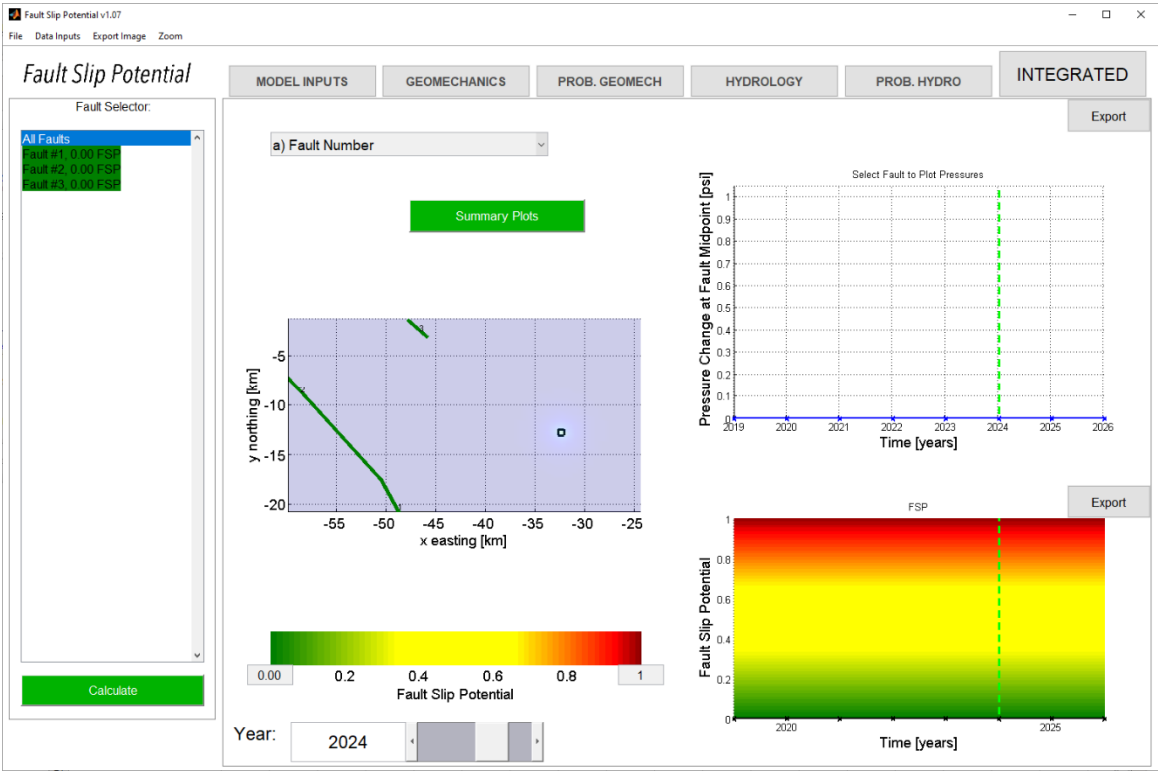 Fault Slip Potential v1.07
File Data Inputs Export Image Zoom
Fault Slip Potential
MODEL INPUTS GEOMECHANICS PROB. GEOMECH HYDROLOGY PROB. HYDRO INTEGRATED
Fault Selector:
All Faults
Fault #1, 0.00 FSP
Fault #2, 0.00 FSP
Fault #3, 0.00 FSP
Calculate
Export
a) Fault Number
Summary Plots
3
-5
-10
-15
-20
y northing [km]
-55 -50 -45 -40 -35 -30 -25
x easting [km]
0.00 0.2 0.4 0.6 0.8 1
Fault Slip Potential
Year: 2024
Select Fault to Plot Pressures
Pressure Change at Fault Midpoint [psi]
1
0.9
0.8
0.7
0.6
0.5
0.4
0.3
0.2
0.1
0
2019 2020 2021 2022 2023 2024 2025 2026
Time [years]
Export
FSP
Fault Slip Potential
1
0.8
0.6
0.4
0.2
0
2020 2025
Time [years]